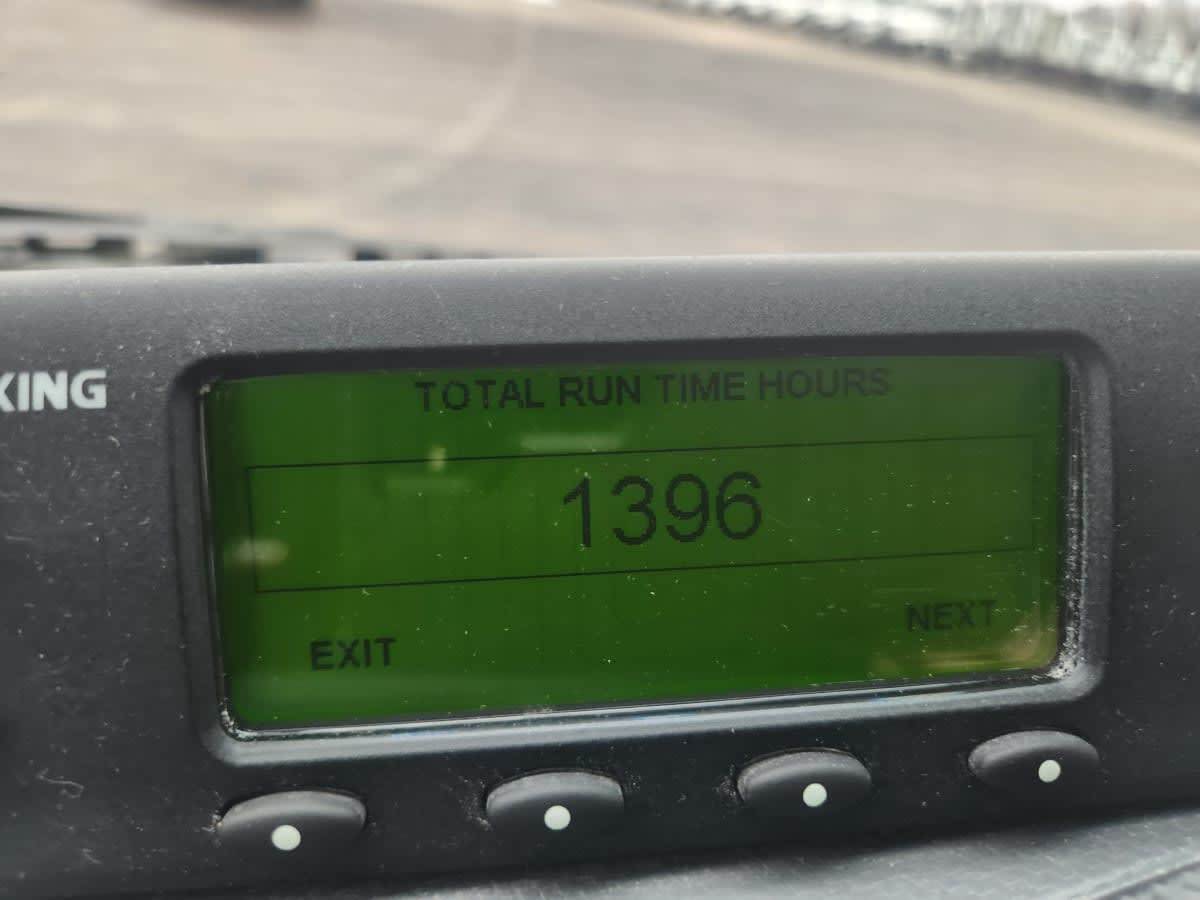 KING
TOTAL RUN TIME HOURS
1396
EXIT
NEXT